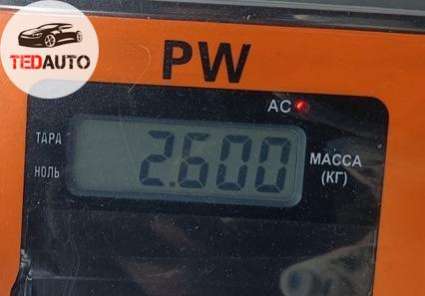 TEDAUTO
PW
AC
ТАРА
НОЛЬ
2.600
МАССА
(КГ)